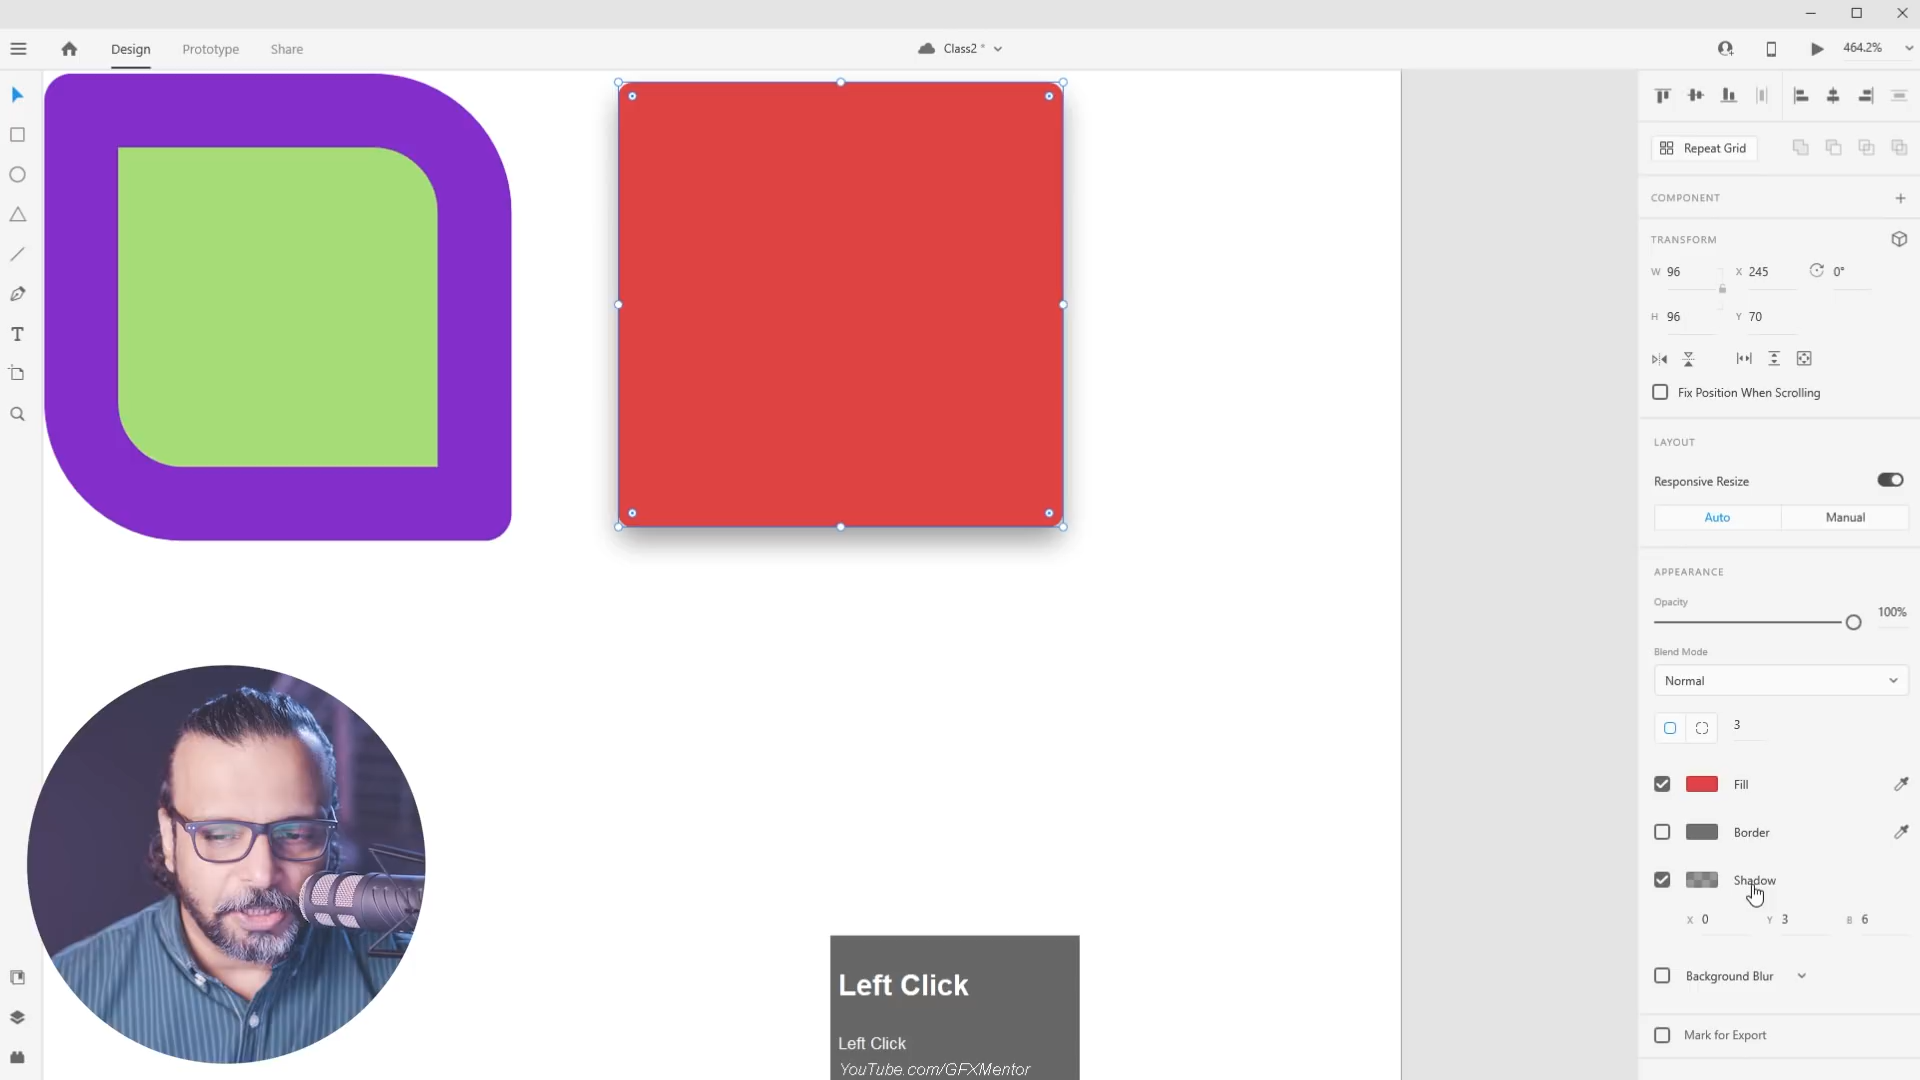 Design
Prototype
Share
Class2 *
464.2%
Repeat Grid
COMPONENT
TRANSFORM
W 96
X 245
0°
H 96
Y 70
Fix Position When Scrolling
LAYOUT
Responsive Resize
Auto
Manual
APPEARANCE
Opacity
100%
Blend Mode
Normal
3
Fill
Border
Shadow
X 0
Y 3
B 6
Background Blur
Mark for Export
T
Left Click
Left Click
YouTube.com/GFXMentor